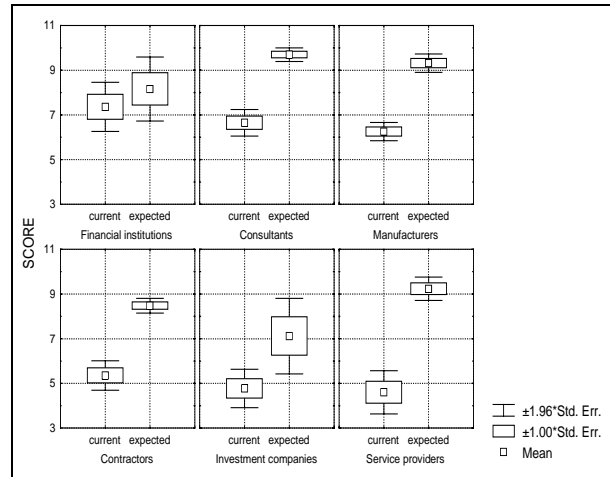 SCORE
11
9
7
5
3
current expected
Financial institutions
current expected
Consultants
current expected
Manufacturers
11
9
7
5
3
current expected
Contractors
current expected
Investment companies
current expected
Service providers
±1.96*Std. Err.
±1.00*Std. Err.
Mean